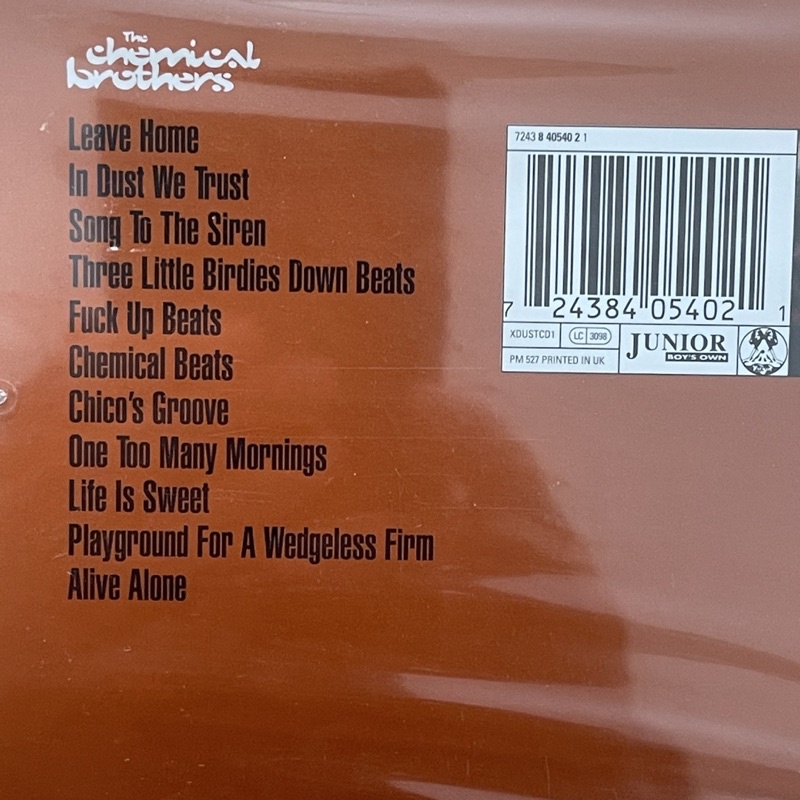 The
chemical
brothers
Leave Home
In Dust We Trust
Song To The Siren
Three Little Birdies Down Beats
Fuck Up Beats
Chemical Beats
Chico's Groove
One Too Many Mornings
Life Is Sweet
Playground For A Wedgeless Firm
Alive Alone
7243 8 40540 2 1
7 24384 05402 1
XDUSTCD1 LC 3098
PM 527 PRINTED IN UK
JUNIOR
BOY'S OWN